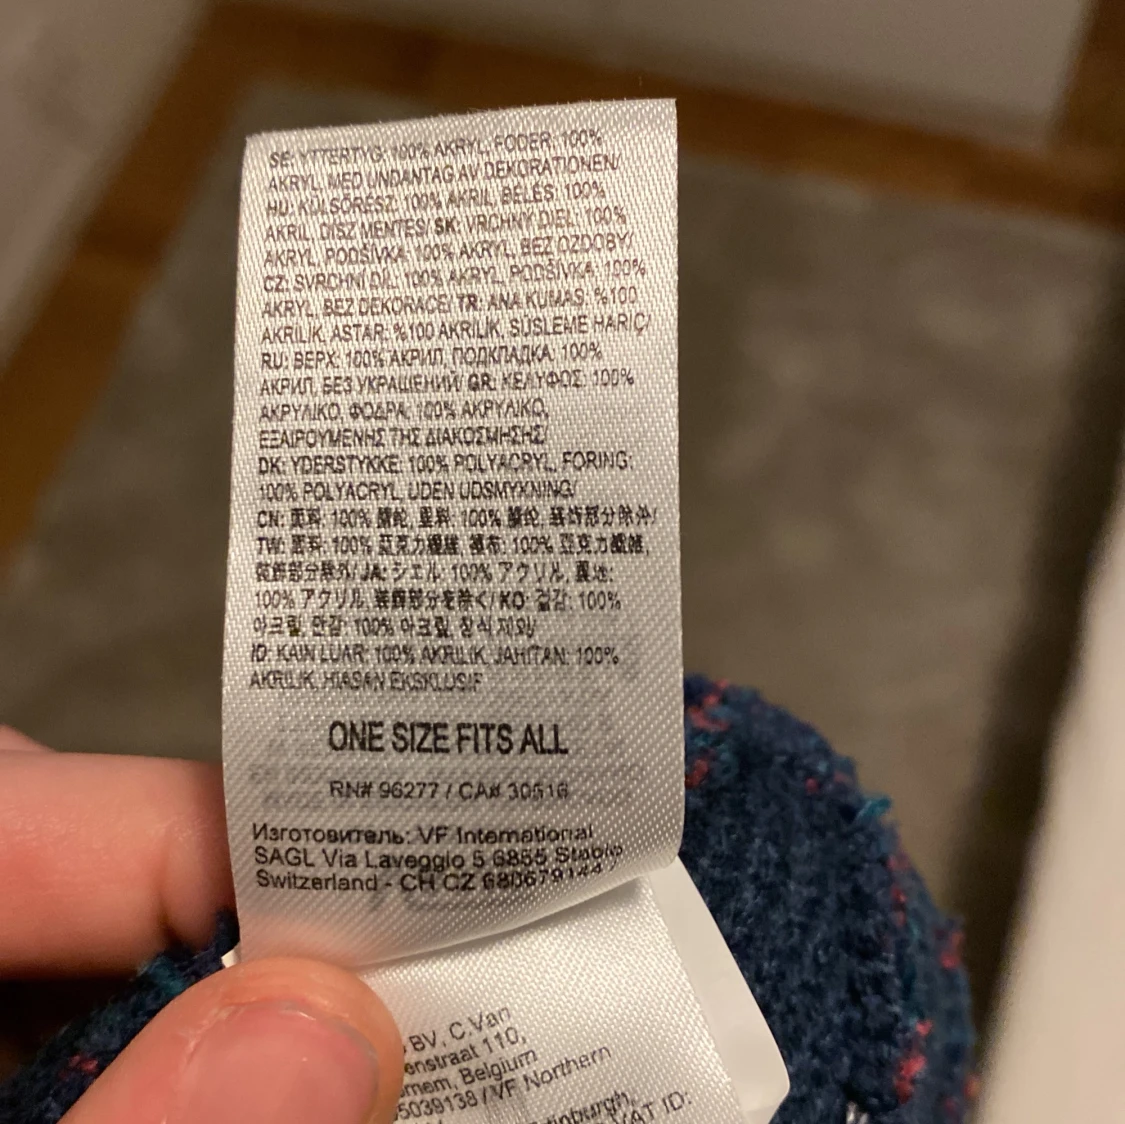 SE: YTTERTYG: 100% AKRYL, FODER: 100%
AKRYL, MED UNDANTAG AV DEKORATIONEN/
HU: KÜLSŐRÉSZ: 100% AKRIL, BÉLÉS: 100%
AKRIL, DÍSZ MENTES/ SK: VRCHNÝ DIEL: 100%
AKRYL, PODŠÍVKA: 100% AKRYL, BEZ OZDOBY/
CZ: SVRCHNÍ DÍL: 100% AKRYL, PODŠÍVKA: 100%
AKRYL, BEZ DEKORACE/ TR: ANA KUMAŞ: %100
AKRİLİK, ASTAR: %100 AKRİLİK, SÜSLEME HARİÇ/
RU: ВЕРХ: 100% АКРИЛ, ПОДКЛАДКА: 100%
АКРИЛ, БЕЗ УКРАШЕНИЙ/ GR: ΚΕΛΥΦΟΣ: 100%
ΑΚΡΥΛΙΚΟ, ΦΟΔΡΑ: 100% ΑΚΡΥΛΙΚΟ,
ΕΞΑΙΡΟΥΜΕΝΗΣ ΤΗΣ ΔΙΑΚΟΣΜΗΣΗΣ/
DK: YDERSTYKKE: 100% POLYACRYL, FORING:
100% POLYACRYL, UDEN UDSMYKNING/
CN: 面料: 100% 腈纶, 里料: 100% 腈纶, 装饰部分除外/
TW: 面料: 100% 亞克力纖維, 裡布: 100% 亞克力纖維,
裝飾部分除外/ JA: シェル: 100% アクリル, 裏地:
100% アクリル, 装飾部分を除く/ KO: 겉감: 100%
아크릴, 안감: 100% 아크릴, 장식 제외/
ID: KAIN LUAR: 100% AKRILIK, JAHITAN: 100%
AKRILIK, HIASAN EKSKLUSIF
ONE SIZE FITS ALL
RN# 96277 / CA# 30516
Изготовитель: VF International
SAGL Via Laveggio 5 6855 Stabio
Switzerland - CH CZ
BV, C.Van
enstraat 110,
Belgium
5039138 / VF Northern
VAT ID: